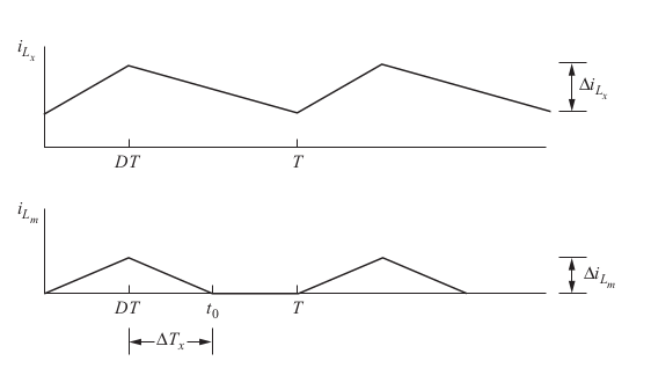 i_{L_x}
Δi_{L_x}
DT T
i_{L_m}
Δi_{L_m}
DT t_0 T
ΔT_x